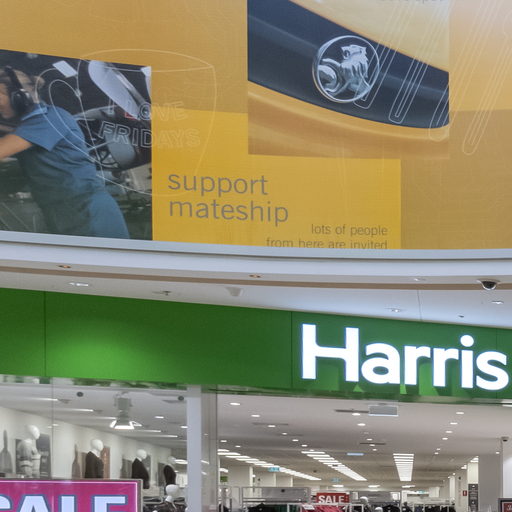 LOVE
FRIDAYS
support
mateship
lots of people
from here are invited
Harris
SALE
SALE